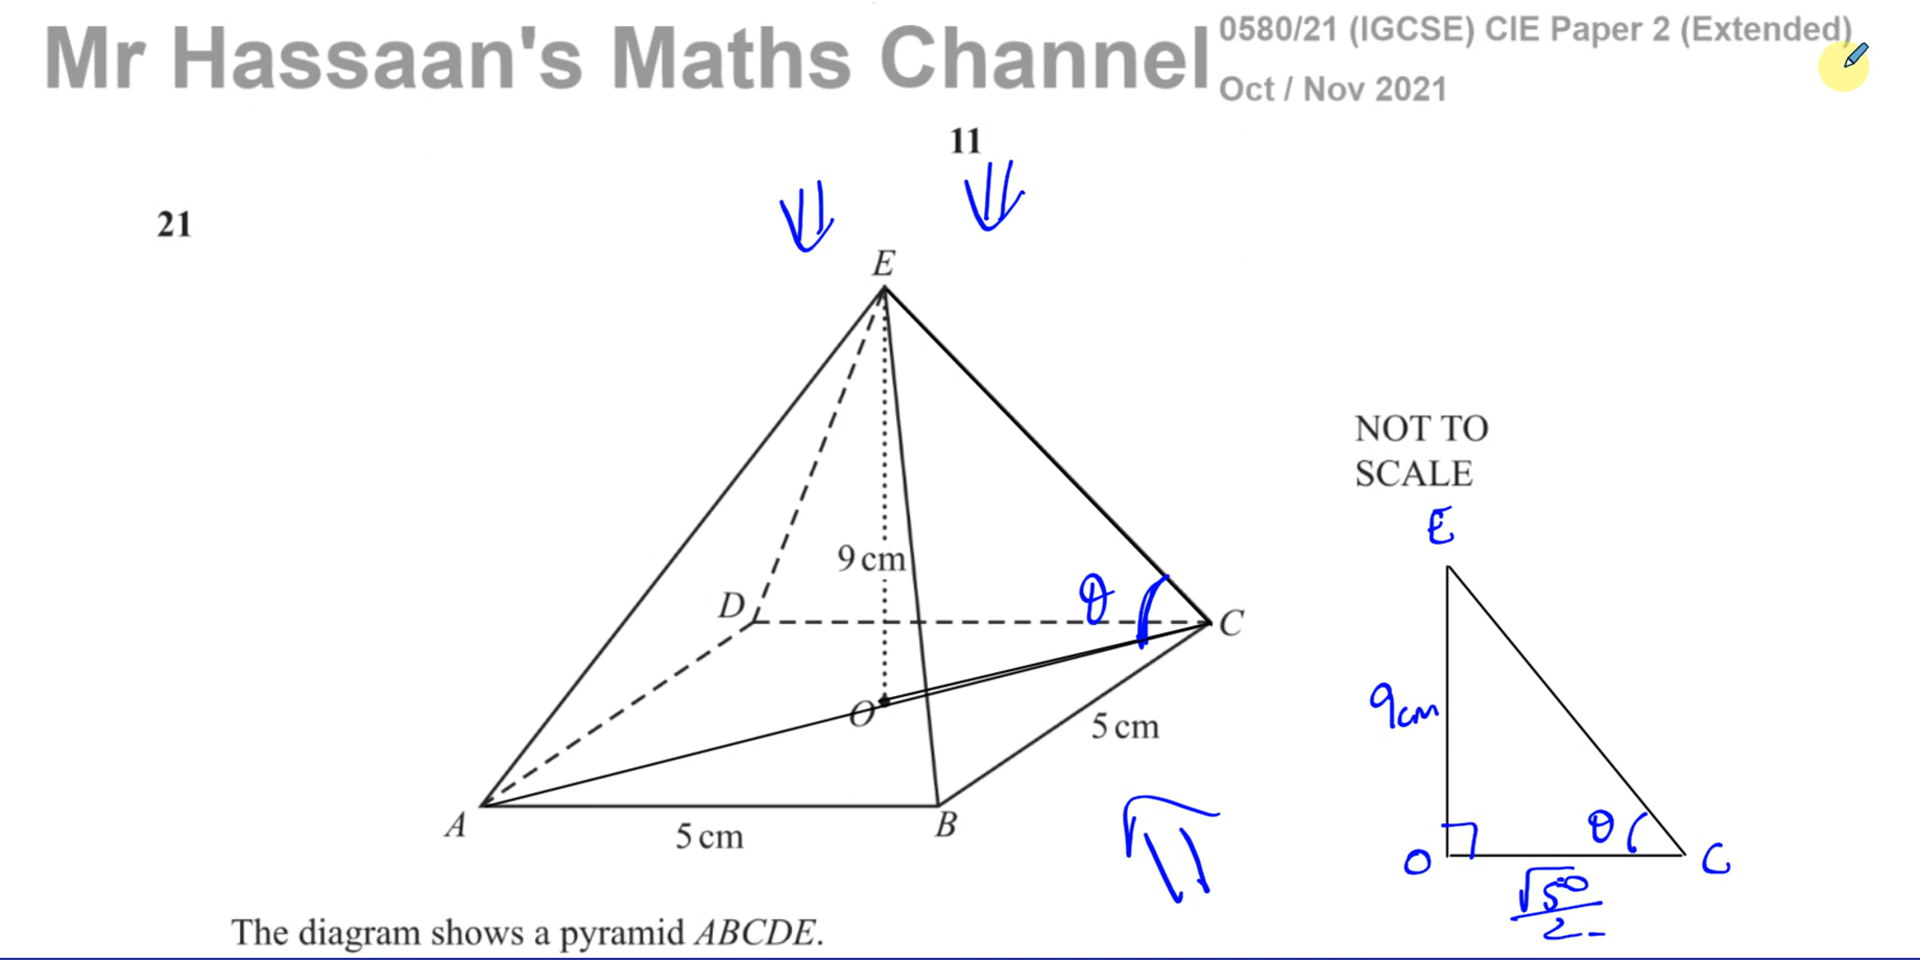 Mr Hassaan's Maths Channel
0580/21 (IGCSE) CIE Paper 2 (Extended)
Oct / Nov 2021
11
21
E
NOT TO
SCALE
E
9 cm
D
θ
C
9cm
O
5 cm
A
5 cm
B
θ
O
C
√50
2
The diagram shows a pyramid ABCDE.